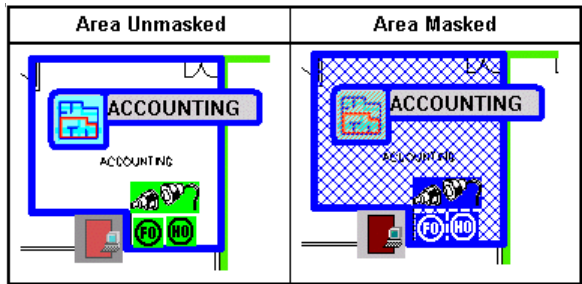 Area Unmasked
Area Masked
ACCOUNTING
ACCOUNTING
FO HO
ACCOUNTING
ACCOUNTING
FO HO